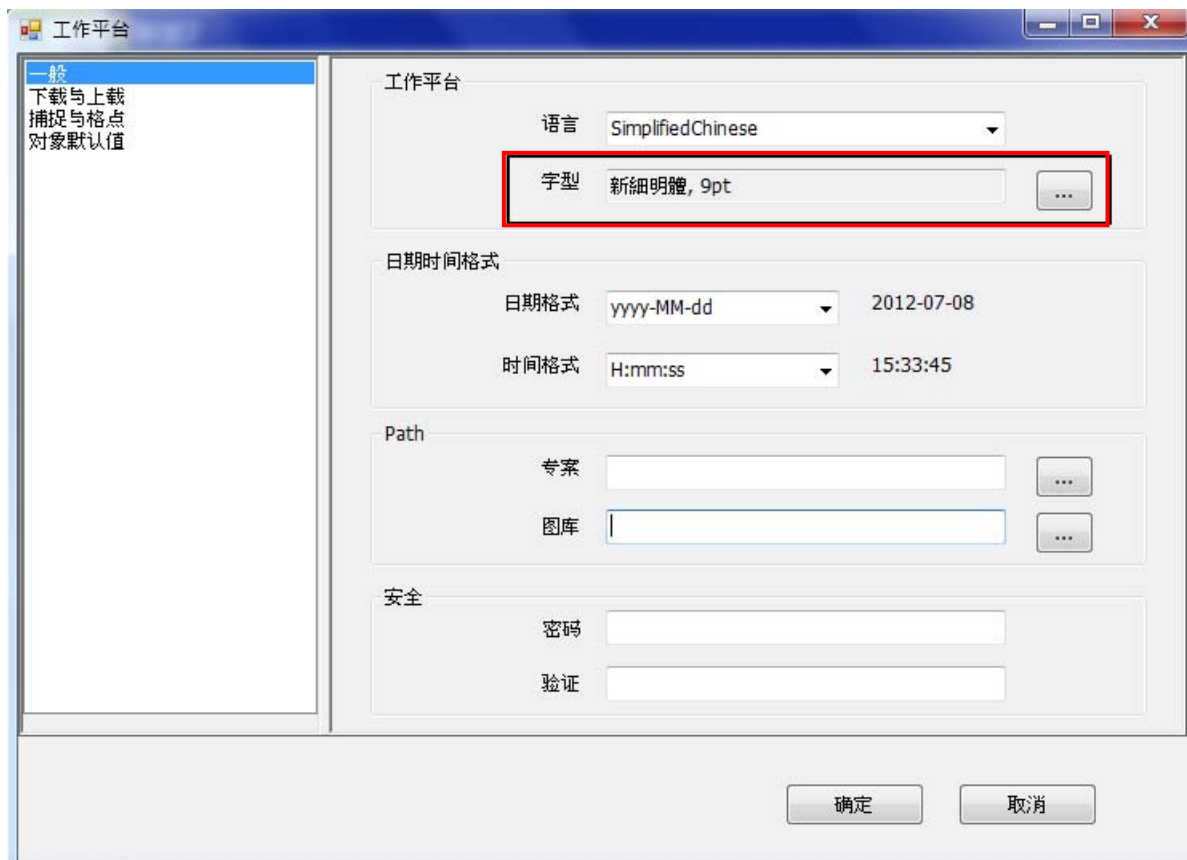 工作平台
一般
下载与上载
捕捉与格点
对象默认值
工作平台
语言 SimplifiedChinese
字型 新細明體, 9pt ...
日期时间格式
日期格式 yyyy-MM-dd 2012-07-08
时间格式 H:mm:ss 15:33:45
Path
专案 ...
图库 ...
安全
密码
验证
确定 取消